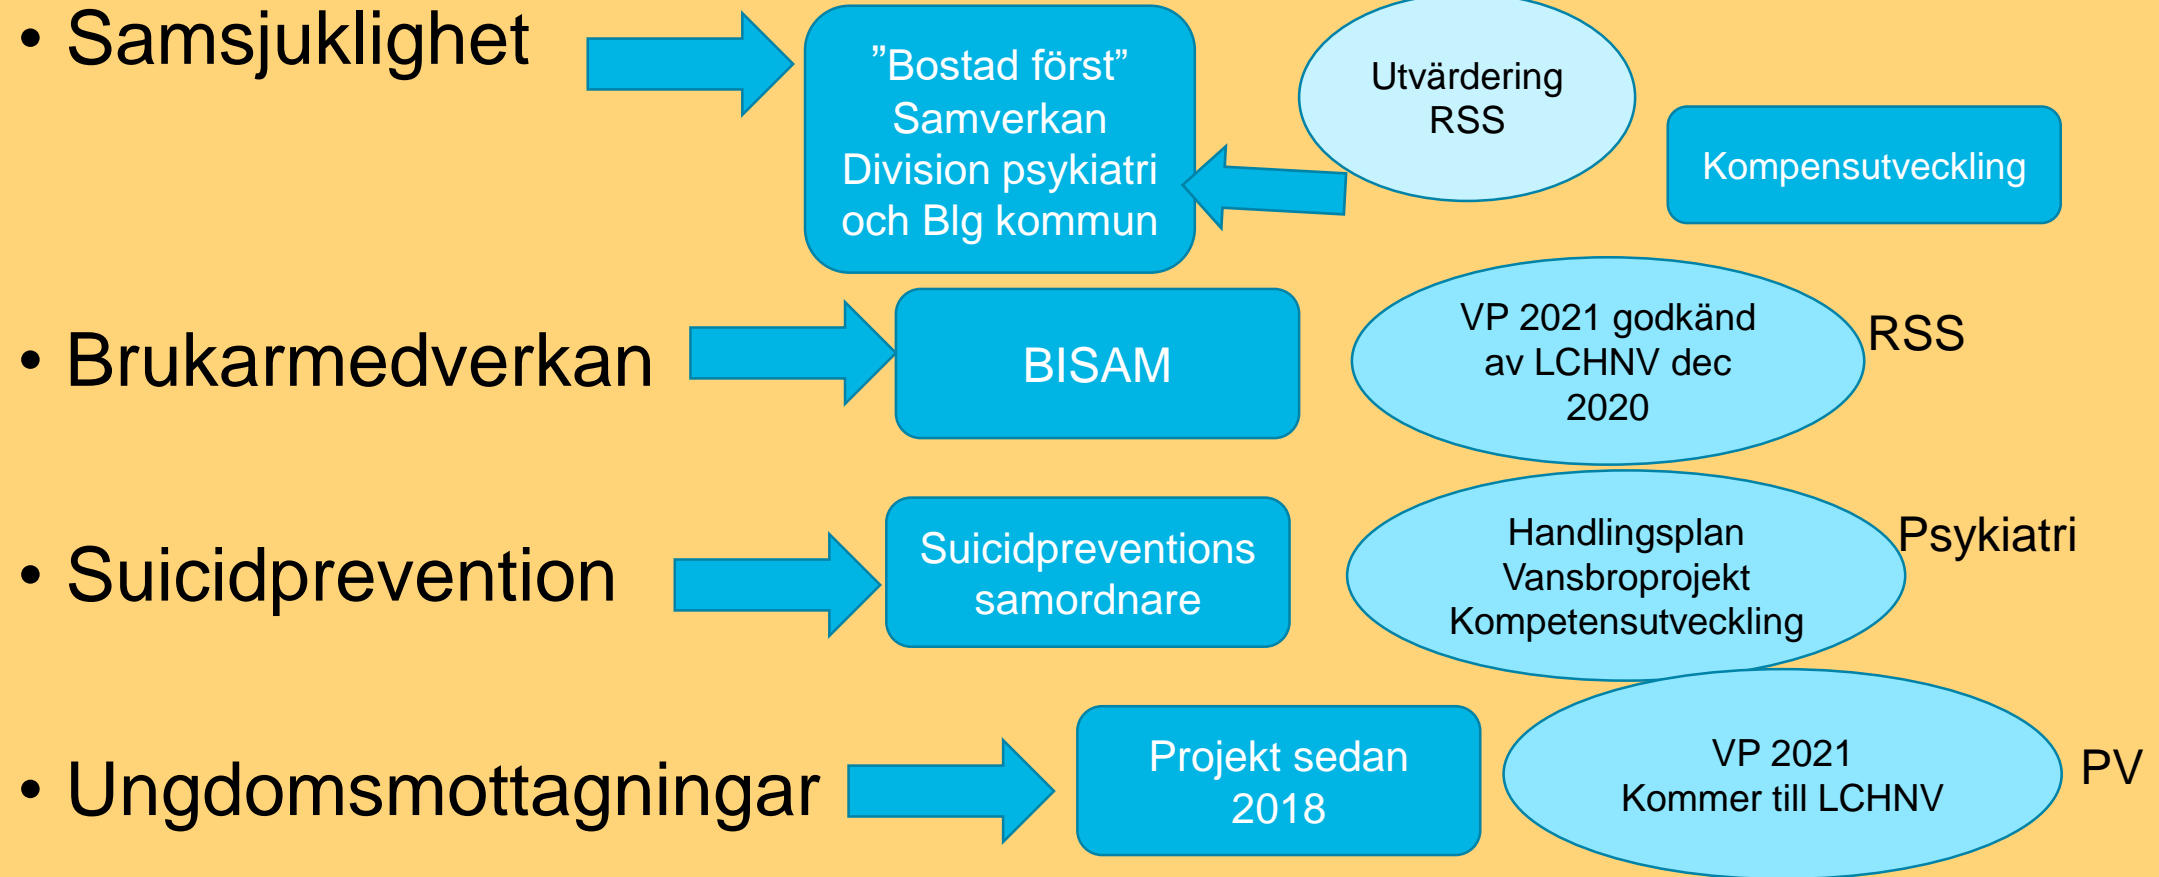 • Samsjuklighet
”Bostad först”
Samverkan
Division psykiatri
och Blg kommun
Utvärdering
RSS
Kompensutveckling
• Brukarmedverkan
BISAM
VP 2021 godkänd
av LCHNV dec
2020
RSS
• Suicidprevention
Suicidpreventions
samordnare
Handlingsplan
Vansbroprojekt
Kompetensutveckling
Psykiatri
• Ungdomsmottagningar
Projekt sedan
2018
VP 2021
Kommer till LCHNV
PV